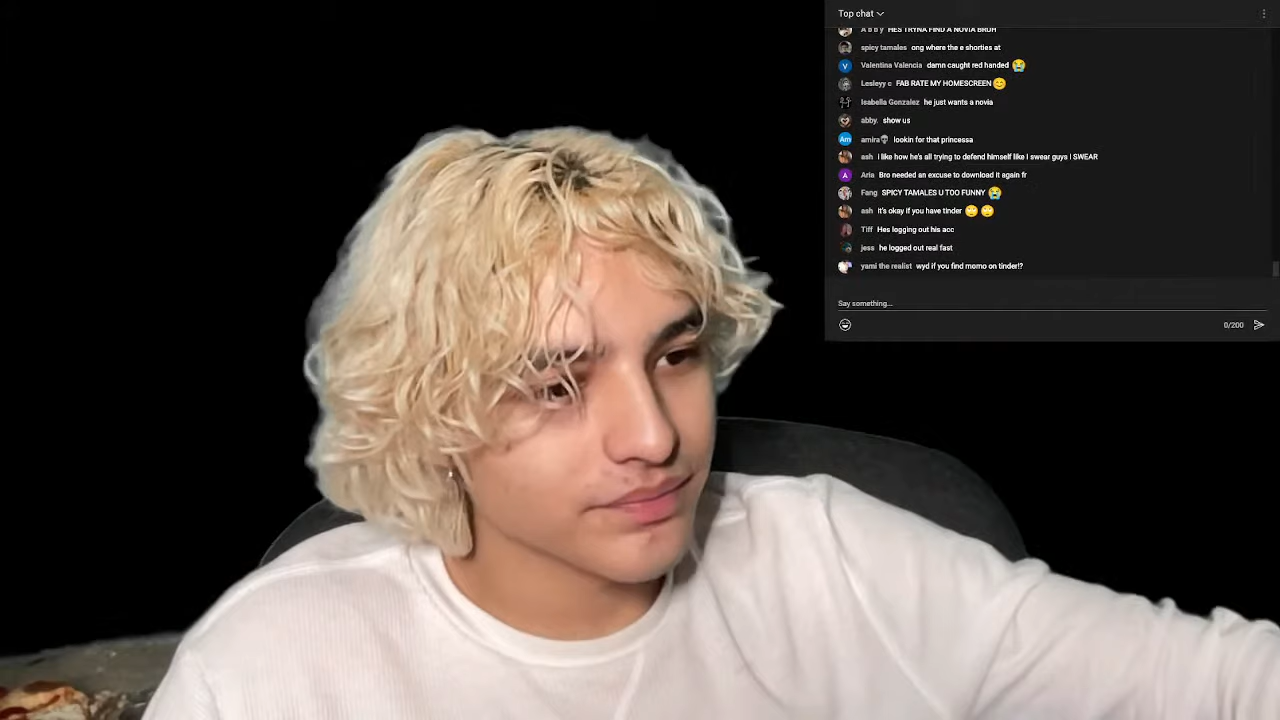 Top chat
A b b y HES TRYNA FIND A NOVIA BRUH
spicy tamales ong where the e shorties at
V Valentina Valencia damn caught red handed 😭
Lesleyy c FAB RATE MY HOMESCREEN 😊
Isabella Gonzalez he just wants a novia
abby. show us
Am amira💀 lookin for that princessa
ash i like how he's all trying to defend himself like i swear guys I SWEAR
A Aria Bro needed an excuse to download it again fr
Fang SPICY TAMALES U TOO FUNNY 😭
ash it's okay if you have tinder 🙄 🙄
Tiff Hes logging out his acc
jess he logged out real fast
yami the realist wyd if you find momo on tinder!?
Say something...
0/200